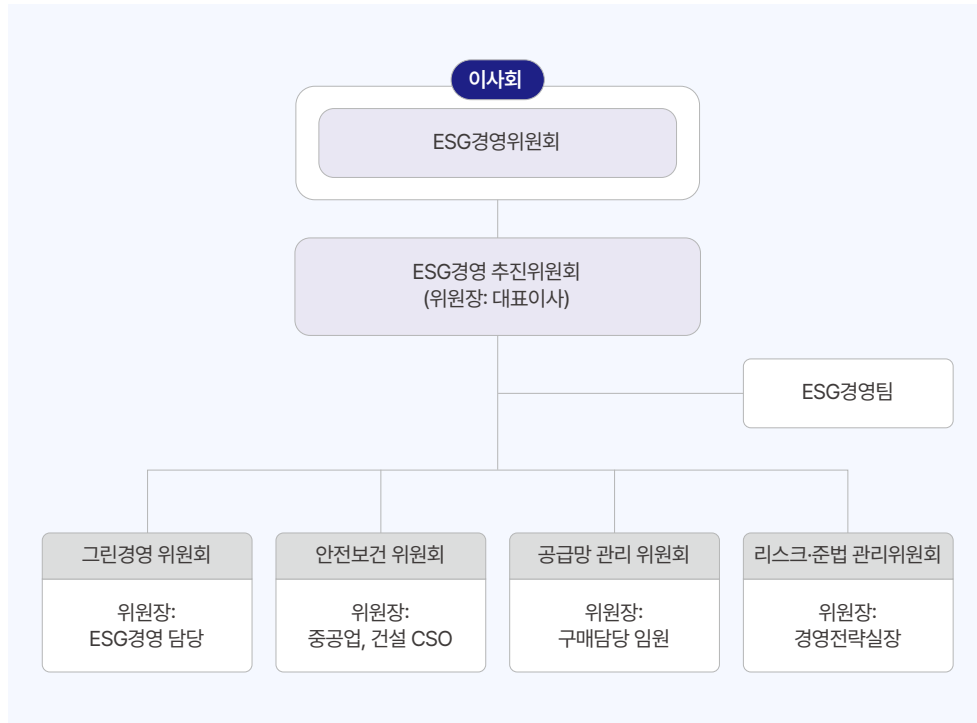 이사회
ESG경영위원회
ESG경영 추진위원회
(위원장: 대표이사)
ESG경영팀
그린경영 위원회
위원장:
ESG경영 담당
안전보건 위원회
위원장:
중공업, 건설 CSO
공급망 관리 위원회
위원장:
구매담당 임원
리스크·준법 관리위원회
위원장:
경영전략실장